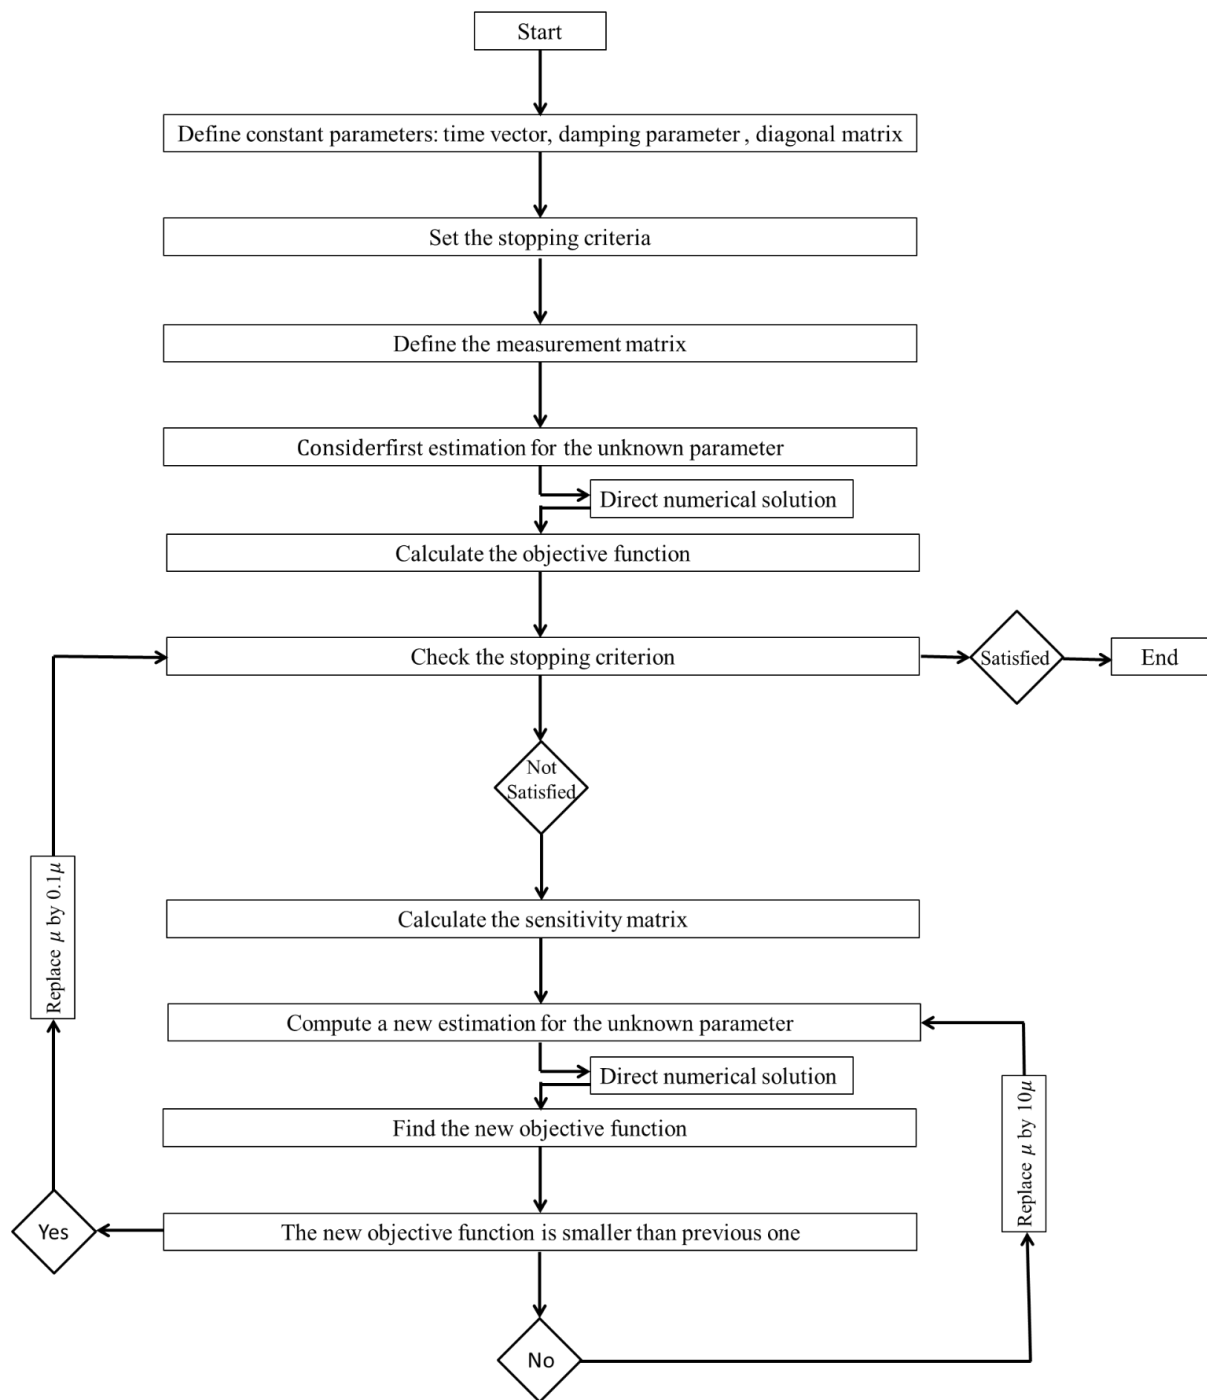 Start
Define constant parameters: time vector, damping parameter , diagonal matrix
Set the stopping criteria
Define the measurement matrix
Considerfirst estimation for the unknown parameter
Direct numerical solution
Calculate the objective function
Check the stopping criterion
Satisfied
End
Not
Satisfied
Replace μ by 0.1μ
Calculate the sensitivity matrix
Compute a new estimation for the unknown parameter
Direct numerical solution
Replace μ by 10μ
Find the new objective function
Yes
The new objective function is smaller than previous one
No